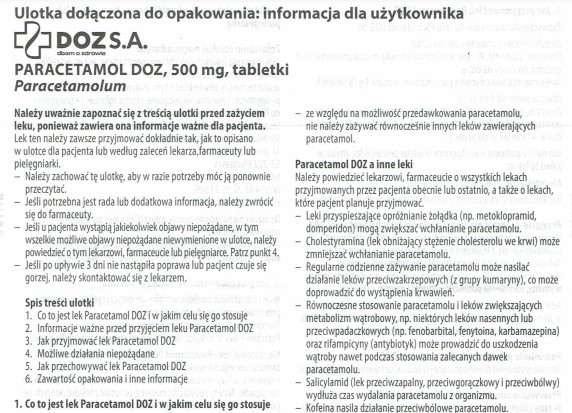 Ulotka dołączona do opakowania: informacja dla użytkownika
DOZ S.A.
dbam o zdrowie
PARACETAMOL DOZ, 500 mg, tabletki
Paracetamolum
Należy uważnie zapoznać się z treścią ulotki przed zażyciem
leku, ponieważ zawiera ona informacje ważne dla pacjenta.
Lek ten należy zawsze przyjmować dokładnie tak, jak to opisano
w ulotce dla pacjenta lub według zaleceń lekarza,farmaceuty lub
pielęgniarki.
– Należy zachować tę ulotkę, aby w razie potrzeby móc ją ponownie
przeczytać.
– Jeśli potrzebna jest rada lub dodatkowa informacja, należy zwrócić
się do farmaceuty.
– Jeśli u pacjenta wystąpią jakiekolwiek objawy niepożądane, w tym
wszelkie możliwe objawy niepożądane niewymienione w ulotce, należy
powiedzieć o tym lekarzowi, farmaceucie lub pielęgniarce. Patrz punkt 4.
– Jeśli po upływie 3 dni nie nastąpiła poprawa lub pacjent czuje się
gorzej, należy skontaktować się z lekarzem.
Spis treści ulotki
1. Co to jest lek Paracetamol DOZ i w jakim celu się go stosuje
2. Informacje ważne przed przyjęciem leku Paracetamol DOZ
3. Jak przyjmować lek Paracetamol DOZ
4. Możliwe działania niepożądane
5. Jak przechowywać lek Paracetamol DOZ
6. Zawartość opakowania i inne informacje
1. Co to jest lek Paracetamol DOZ i w jakim celu się go stosuje
– ze względu na możliwość przedawkowania paracetamolu,
nie należy zażywać równocześnie innych leków zawierających
paracetamol.
Paracetamol DOZ a inne leki
Należy powiedzieć lekarzowi, farmaceucie o wszystkich lekach
przyjmowanych przez pacjenta obecnie lub ostatnio, a także o lekach,
które pacjent planuje przyjmować.
– Leki przyspieszające opróżnianie żołądka (np. metoklopramid,
domperidon) mogą zwiększać wchłanianie paracetamolu.
– Cholestyramina (lek obniżający stężenie cholesterolu we krwi) może
zmniejszać wchłanianie paracetamolu.
– Regularne codzienne zażywanie paracetamolu może nasilać
działanie leków przeciwzakrzepowych (z grupy kumaryny), co może
doprowadzić do wystąpienia krwawień.
– Równoczesne stosowanie paracetamolu i leków zwiększających
metabolizm wątrobowy, np. niektórych leków nasennych lub
przeciwpadaczkowych (np. fenobarbital, fenytoina, karbamazepina)
oraz rifampicyny (antybiotyk) może prowadzić do uszkodzenia
wątroby nawet podczas stosowania zalecanych dawek
paracetamolu.
– Salicylamid (lek przeciwzapalny, przeciwgorączkowy i przeciwbólwy)
wydłuża czas wydalania paracetamolu z organizmu.
– Kofeina nasila działanie przeciwbólowe paracetamolu.